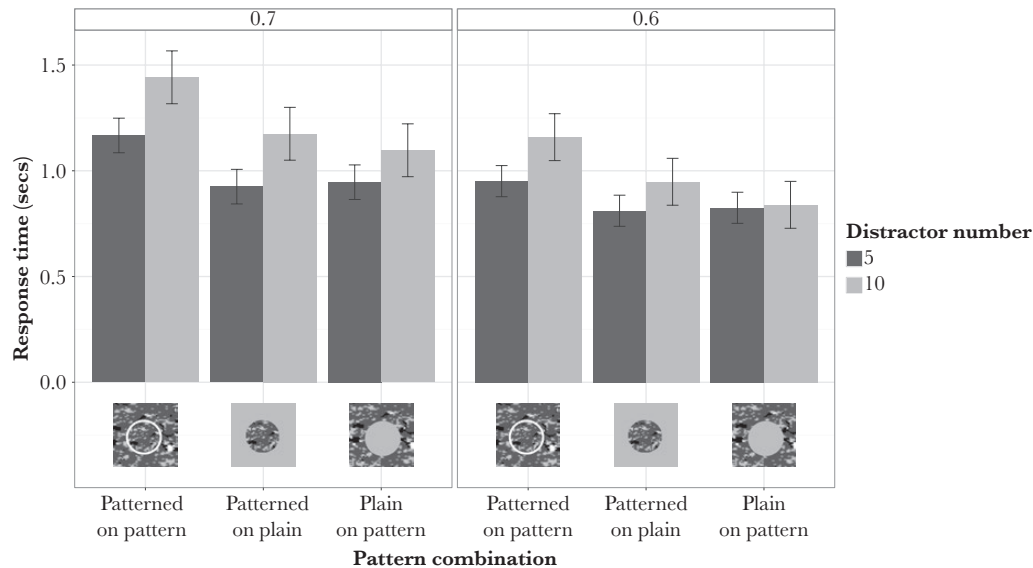 0.7
0.6
Response time (secs)
1.5
1.0
0.5
0.0
Distractor number
5
10
Patterned
on pattern
Patterned
on plain
Plain
on pattern
Patterned
on pattern
Patterned
on plain
Plain
on pattern
Pattern combination